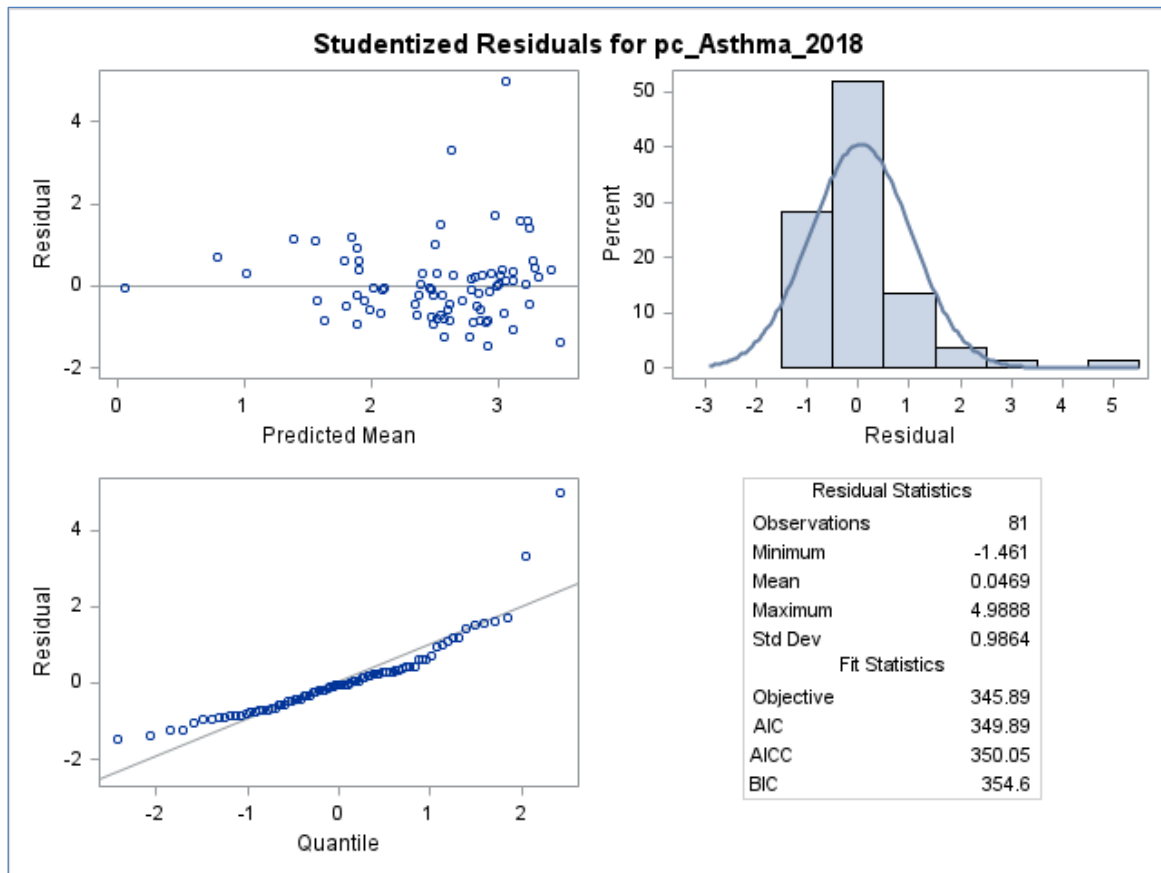 Studentized Residuals for pc_Asthma_2018
4
2
0
-2
Residual
0 1 2 3
Predicted Mean
50
40
30
20
10
0
Percent
-3 -2 -1 0 1 2 3 4 5
Residual
4
2
0
-2
Residual
-2 -1 0 1 2
Quantile
Residual Statistics
Observations 81
Minimum -1.461
Mean 0.0469
Maximum 4.9888
Std Dev 0.9864
Fit Statistics
Objective 345.89
AIC 349.89
AICC 350.05
BIC 354.6